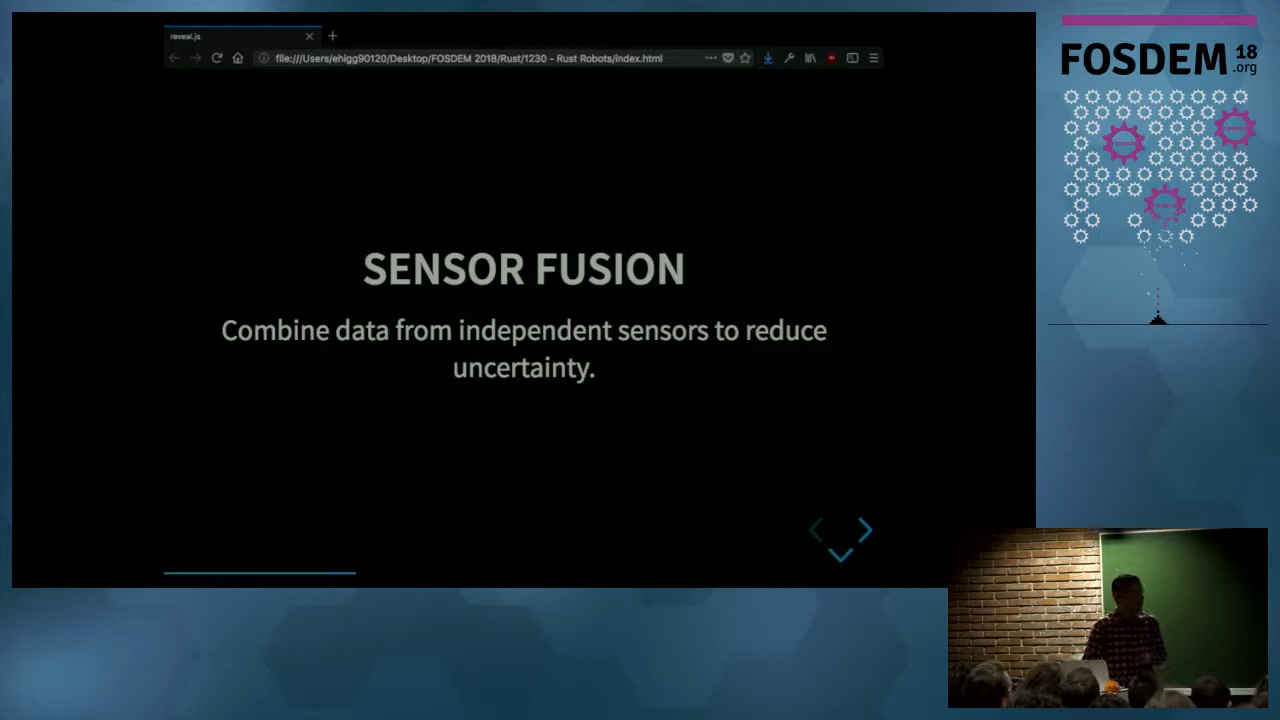 reveal.js
file:///Users/ehigg90120/Desktop/FOSDEM 2018/Rust/1230 - Rust Robots/index.html
SENSOR FUSION
Combine data from independent sensors to reduce
uncertainty.
FOSDEM 18
.org